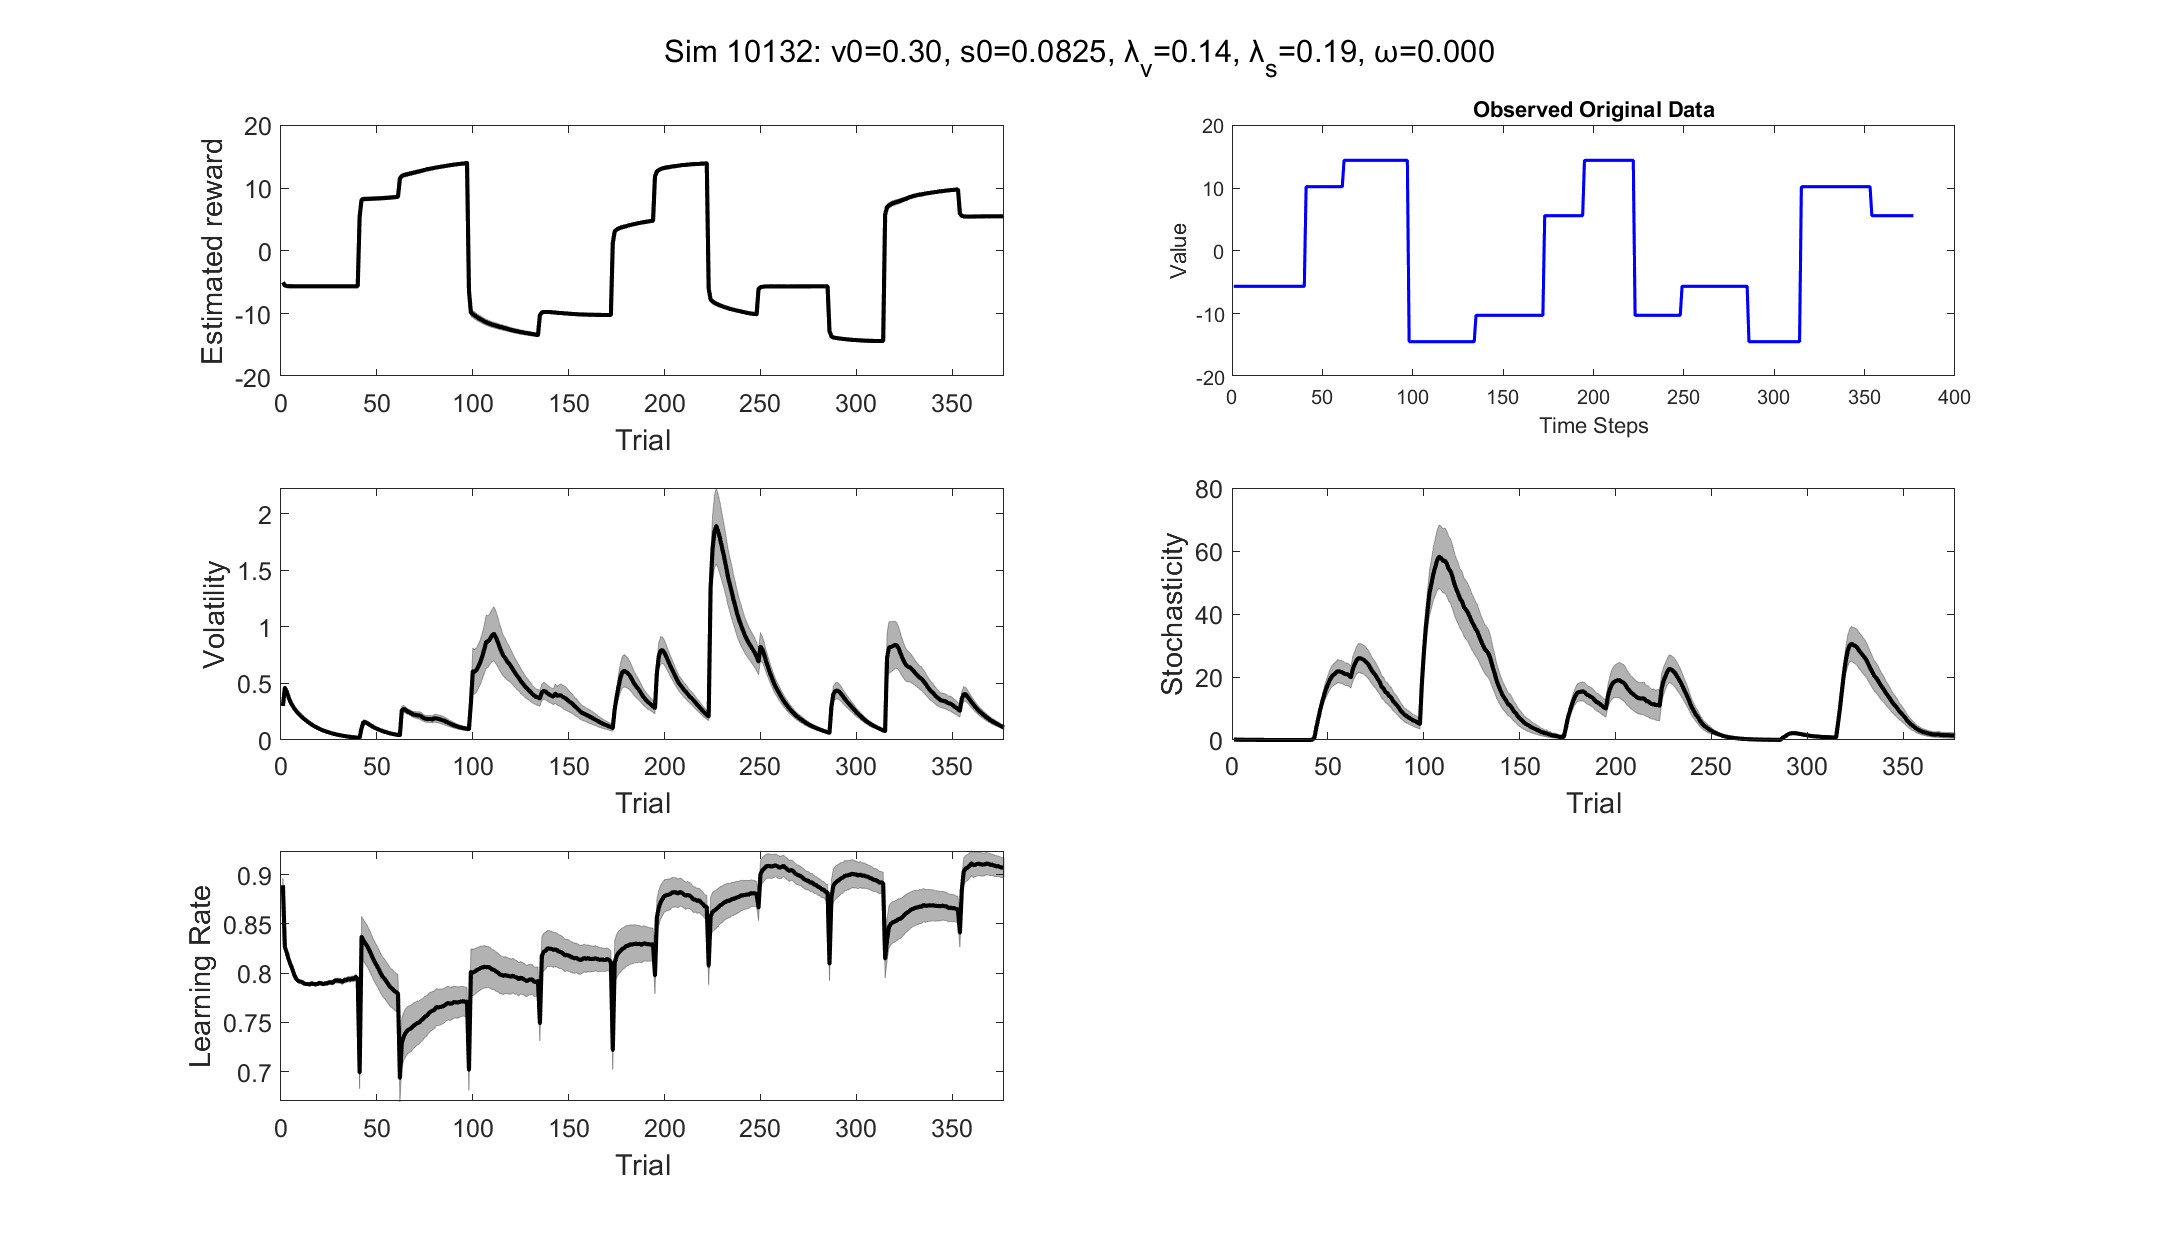 Sim 10132: v0=0.30, s0=0.0825, λ_v=0.14, λ_s=0.19, ω=0.000
Estimated reward
20
10
0
-10
-20
0 50 100 150 200 250 300 350
Trial
Observed Original Data
Value
20
10
0
-10
-20
0 50 100 150 200 250 300 350 400
Time Steps
Volatility
2
1.5
1
0.5
0
0 50 100 150 200 250 300 350
Trial
Stochasticity
80
60
40
20
0
0 50 100 150 200 250 300 350
Trial
Learning Rate
0.9
0.85
0.8
0.75
0.7
0 50 100 150 200 250 300 350
Trial